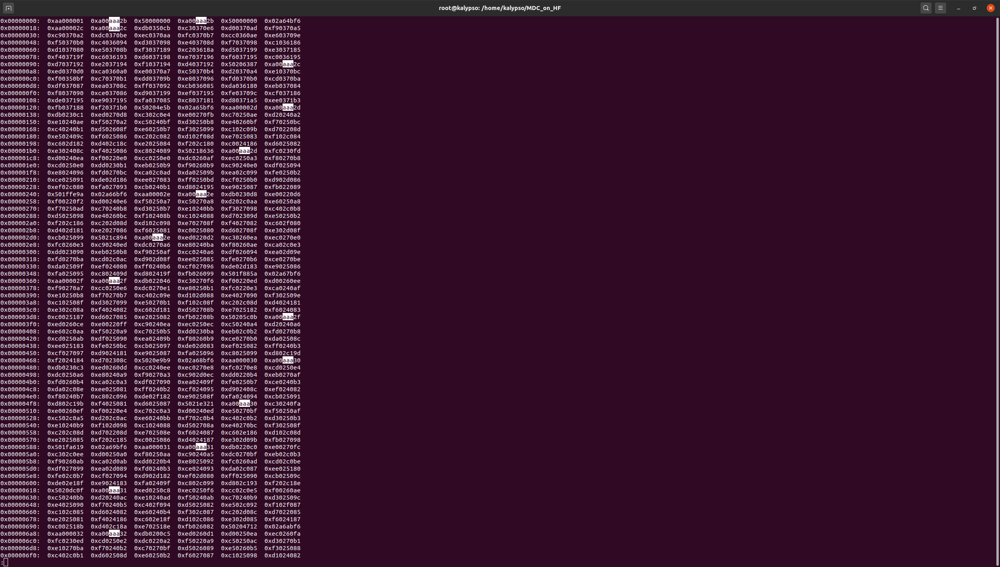 root@kalypso: /home/kalypso/MDC_on_HF
0x00000000: 0xaa000001 0xa00aaa2b 0x50000000 0xa00aaa2b 0x50000000 0x02a64bf6
0x00000018: 0xaa00002c 0xa00aaa2c 0xdb0350cb 0xc30370e6 0xd00370ad 0xf90370a5
0x00000030: 0xc90370a2 0xdc0370be 0xec0370aa 0xfc0370b7 0xcc0360ae 0xe603709e
0x00000048: 0xf50370b0 0xc4036094 0xd3037098 0xe403708d 0xf7037098 0xc1036186
0x00000060: 0xd1037080 0xe503708b 0xf3037189 0xc203618a 0xd5037199 0xe3037185
0x00000078: 0xf403719f 0xc6036193 0xd6037198 0xe7037196 0xf6037195 0xc0036195
0x00000090: 0xd7037192 0xe2037194 0xf1037194 0xd4037192 0x50206387 0xa00aaa2c
0x000000a8: 0xed0370d0 0xca0360a0 0xe00370a7 0xc50370b4 0xd20370a4 0xe10370bc
0x000000c0: 0xf00350bf 0xc70370b1 0xdd03709b 0xe8037096 0xfd0370b0 0xcd0370ba
0x000000d8: 0xdf037087 0xea03708c 0xff037092 0xcb036085 0xda036180 0xeb037084
0x000000f0: 0xf8037090 0xce037086 0xd9037199 0xef037195 0xfe03709c 0xcf037186
0x00000108: 0xde037195 0xe9037195 0xfa037085 0xc8037181 0xd80371a5 0xee0371b3
0x00000120: 0xfb037188 0xf20371b0 0x50204e5b 0x02a65bf6 0xaa00002d 0xa00aaa2d
0x00000138: 0xdb0230c1 0xed0270d8 0xc302c0e4 0xe00270fb 0xc70250ae 0xd20240a2
0x00000150: 0xe10240ae 0xf50270a2 0xc50240bf 0xd30250b8 0xe40260bf 0xf70250bc
0x00000168: 0xc40240b1 0xd502608f 0xe60250b7 0xf3025099 0xc102c09b 0xd702208d
0x00000180: 0xe502409c 0xf6025086 0xc202c082 0xd102f08d 0xe7025083 0xf102c084
0x00000198: 0xc602d182 0xd402c18c 0xe2025084 0xf202c180 0xc0024186 0xd6025082
0x000001b0: 0xe302408c 0xf4025086 0xc8024089 0x50218636 0xa00aaa2d 0xfc0230fd
0x000001c8: 0xd00240ea 0xf00220e0 0xcc0250e0 0xdc0260af 0xec0250a3 0xf80270b8
0x000001e0: 0xcd0250e0 0xdd0230b1 0xeb0250b9 0xf90260b9 0xc90240e0 0xdf025094
0x000001f8: 0xe8024096 0xfd0270bc 0xca02c0ad 0xda02509b 0xea02c099 0xfe0250b2
0x00000210: 0xce025091 0xde02d186 0xee027083 0xff0250bd 0xcf0250b0 0xd902d086
0x00000228: 0xef02c080 0xfa027093 0xcb0240b1 0xd8024195 0xe9025087 0xfb022089
0x00000240: 0x501ffe9a 0x02a66bf6 0xaa00002e 0xa00aaa2e 0xdb0230d8 0xe00220d6
0x00000258: 0xf00220f2 0xd00240e6 0xf50250a7 0xc50270a8 0xd202c0aa 0xe60250a8
0x00000270: 0xf70250ad 0xc70240b8 0xd30250b7 0xe10240bb 0xf3027098 0xc402c0b8
0x00000288: 0xd5025098 0xe40260bc 0xf102408b 0xc1024088 0xd702309d 0xe50250b2
0x000002a0: 0xf202c186 0xc202d08d 0xd102c098 0xe702708f 0xf4027082 0xc602f080
0x000002b8: 0xd402d181 0xe2027086 0xf6025081 0xc0025080 0xd602708f 0xe302d08f
0x000002d0: 0xcb025099 0x5021c894 0xa00aaa2e 0xed0220d2 0xc30260ea 0xec0270e0
0x000002e8: 0xfc0260e3 0xc90240ed 0xdc0270a6 0xe80240ba 0xf80260ae 0xca02c0e3
0x00000300: 0xdd023090 0xeb0250b8 0xf90250af 0xcc0240a6 0xdf026094 0xea02d09e
0x00000318: 0xfd0270ba 0xcd02c0ac 0xd902d08f 0xee025085 0xfe0270b6 0xce0270be
0x00000330: 0xda02509f 0xef024080 0xff0240b6 0xcf027096 0xde02d183 0xe9025086
0x00000348: 0xfa025095 0xc802409d 0xd802419f 0xfb026099 0x501f885a 0x02a67bf6
0x00000360: 0xaa00002f 0xa00aaa2f 0xdb022046 0xc30270f6 0xf00220ed 0xd00260ee
0x00000378: 0xf90270a7 0xcc0250e6 0xdc0270e1 0xe80250b1 0xfc0220e3 0xca0240af
0x00000390: 0xe10250b8 0xf70270b7 0xc402c09e 0xd102d088 0xe4027090 0xf302509e
0x000003a8: 0xc102508f 0xd3027099 0xe50270b1 0xf102c08f 0xc202c08d 0xd4024181
0x000003c0: 0xe302c08a 0xf4024082 0xc602d181 0xd502708b 0xe7025182 0xf6024083
0x000003d8: 0xc0025187 0xd6027085 0xe2025082 0xfb02208b 0x50205c0b 0xa00aaa2f
0x000003f0: 0xed0260ce 0xe00220ff 0xc90240ea 0xec0250ec 0xc50240a4 0xd20240a6
0x00000408: 0xe602c0aa 0xf50220a9 0xc70250b5 0xdd0230ba 0xeb02c0b2 0xfd0270b8
0x00000420: 0xcd0250ab 0xdf025090 0xea02409b 0xf80260b9 0xce0270b0 0xda02508c
0x00000438: 0xee025183 0xfe0250bc 0xcb025097 0xde02d083 0xef025082 0xff0240b3
0x00000450: 0xcf027097 0xd9024181 0xe9025087 0xfa025096 0xc8025099 0xd802c19d
0x00000468: 0xf2024184 0xd702308c 0x5020e9b9 0x02a68bf6 0xaa000030 0xa00aaa30
0x00000480: 0xdb0230c3 0xed0260dd 0xcc0240ee 0xec0270e8 0xfc0270e8 0xcd0250e4
0x00000498: 0xdc0250a6 0xe80240a9 0xf90270a3 0xc902d0ec 0xdd0220b4 0xeb0270af
0x000004b0: 0xfd0260b4 0xca02c0a3 0xdf027090 0xea02409f 0xfe0250b7 0xce0240b3
0x000004c8: 0xda02c08e 0xee025081 0xff0240b2 0xcf024095 0xd902408c 0xef024082
0x000004e0: 0xf80240b7 0xc802c096 0xde02f182 0xe902508f 0xfa024094 0xcb025091
0x000004f8: 0xd802c19b 0xf4025081 0xd6025087 0x5021e321 0xa00aaa30 0xc30240fa
0x00000510: 0xe00260ef 0xf00220e4 0xc702c0a3 0xd00240ed 0xe50270bf 0xf50250af
0x00000528: 0xc502c0a5 0xd202c0ac 0xe60240bb 0xf702c0b4 0xc402c0b2 0xd30250b3
0x00000540: 0xe10240b9 0xf102d098 0xc1024088 0xd502708a 0xe40270bc 0xf302508f
0x00000558: 0xc202c08d 0xd702208d 0xe702508e 0xf6024087 0xc602e186 0xd102c08d
0x00000570: 0xe2025085 0xf202c185 0xc0025086 0xd4024187 0xe302d09b 0xfb027098
0x00000588: 0x501fa619 0x02a69bf6 0xaa000031 0xa00aaa31 0xdb0220c0 0xe00270fc
0x000005a0: 0xc302c0ee 0xd00250a0 0xf80250aa 0xc90240a5 0xdc0270bf 0xeb02c0b3
0x000005b8: 0xf90260ab 0xca02d0ab 0xdd0220b4 0xe8025092 0xfc0260ad 0xcd02c0be
0x000005d0: 0xdf027099 0xea02d089 0xfd0240b3 0xce024093 0xda02c087 0xee025180
0x000005e8: 0xfe02c0b7 0xcf027094 0xd902d182 0xef02d080 0xff025090 0xcb02509c
0x00000600: 0xde02e18f 0xe9024183 0xfa02409f 0xc802c099 0xd802c193 0xf202c18e
0x00000618: 0x5020dc0f 0xa00aaa31 0xed0250c8 0xec0250f6 0xcc02c0e5 0xf00260ae
0x00000630: 0xc50240bb 0xd20240ac 0xe10240ad 0xf50240ab 0xc70240b9 0xd302509c
0x00000648: 0xe4025090 0xf70240b5 0xc402f094 0xd5025082 0xe502c092 0xf102f087
0x00000660: 0xc102c085 0xd6024082 0xe60240b4 0xf302c087 0xc202d08c 0xd7022085
0x00000678: 0xe2025081 0xf4024186 0xc602e18f 0xd102c086 0xe302d085 0xf6024187
0x00000690: 0xc002518b 0xd402c18a 0xe702518e 0xfb026082 0x50204712 0x02a6abf6
0x000006a8: 0xaa000032 0xa00aaa32 0xdb0200c5 0xed0260d1 0xd00250ea 0xec0260fa
0x000006c0: 0xfc0230ed 0xcd0250e2 0xdc0220a2 0xf50220a9 0xc50250ac 0xd30270b1
0x000006d8: 0xe10270ba 0xf70240b2 0xc70270bf 0xd5026089 0xe50260b5 0xf3025088
0x000006f0: 0xc402c0b1 0xd602508d 0xe60250b2 0xf6027087 0xc1025098 0xd1024082
: